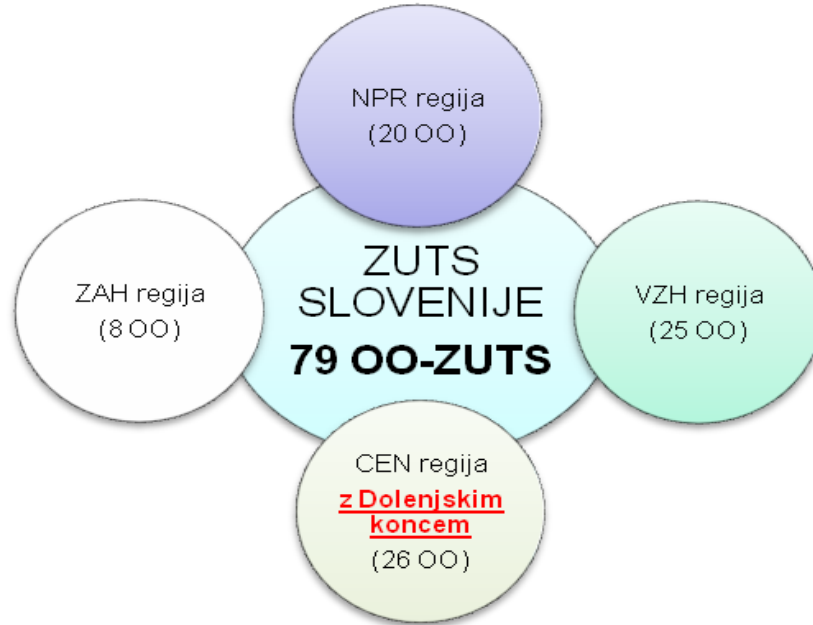 NPR regija
(20 OO)
ZAH regija
(8 OO)
ZUTS
SLOVENIJE
79 OO-ZUTS
VZH regija
(25 OO)
CEN regija
z Dolenjskim
koncem
(26 OO)